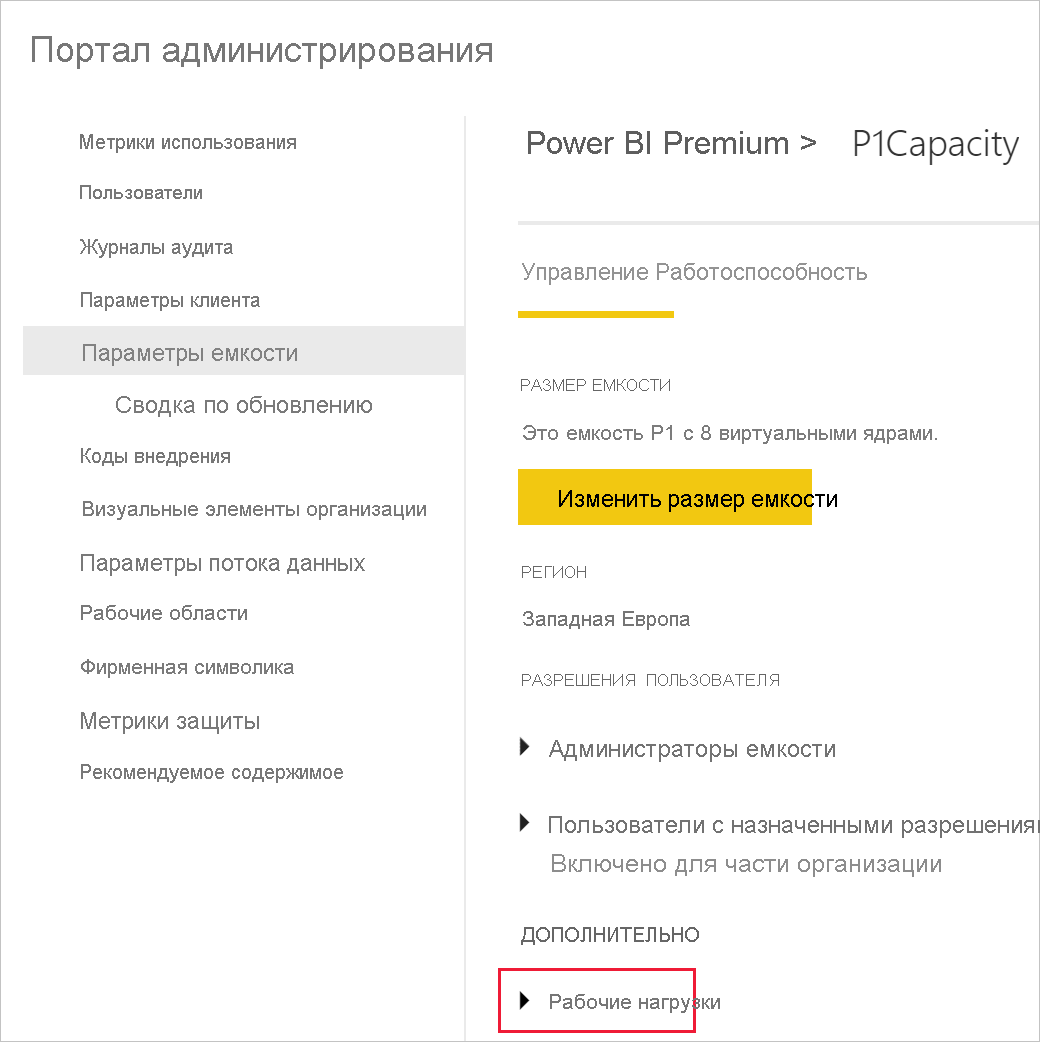 Портал администрирования
Метрики использования
Пользователи
Журналы аудита
Параметры клиента
Параметры емкости
Сводка по обновлению
Коды внедрения
Визуальные элементы организации
Параметры потока данных
Рабочие области
Фирменная символика
Метрики защиты
Рекомендуемое содержимое
Power BI Premium > P1Capacity
Управление Работоспособность
РАЗМЕР ЕМКОСТИ
Это емкость P1 с 8 виртуальными ядрами.
Изменить размер емкости
РЕГИОН
Западная Европа
РАЗРЕШЕНИЯ ПОЛЬЗОВАТЕЛЯ
Администраторы емкости
Пользователи с назначенными разрешения
Включено для части организации
ДОПОЛНИТЕЛЬНО
Рабочие нагрузки